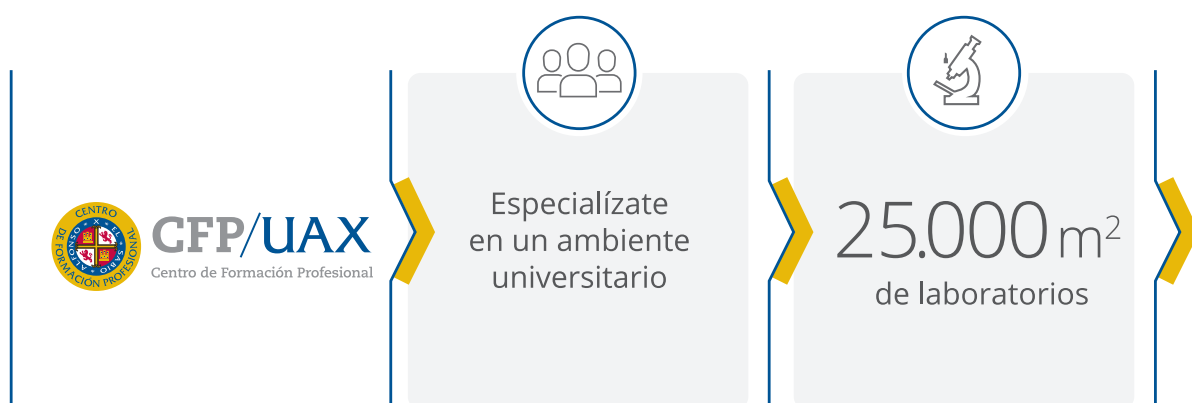 CENTRO
DE FORMACIÓN PROFESIONAL
ALFONSO · X · EL SABIO
CFP/UAX
Centro de Formación Profesional
Especialízate
en un ambiente
universitario
25.000 m²
de laboratorios